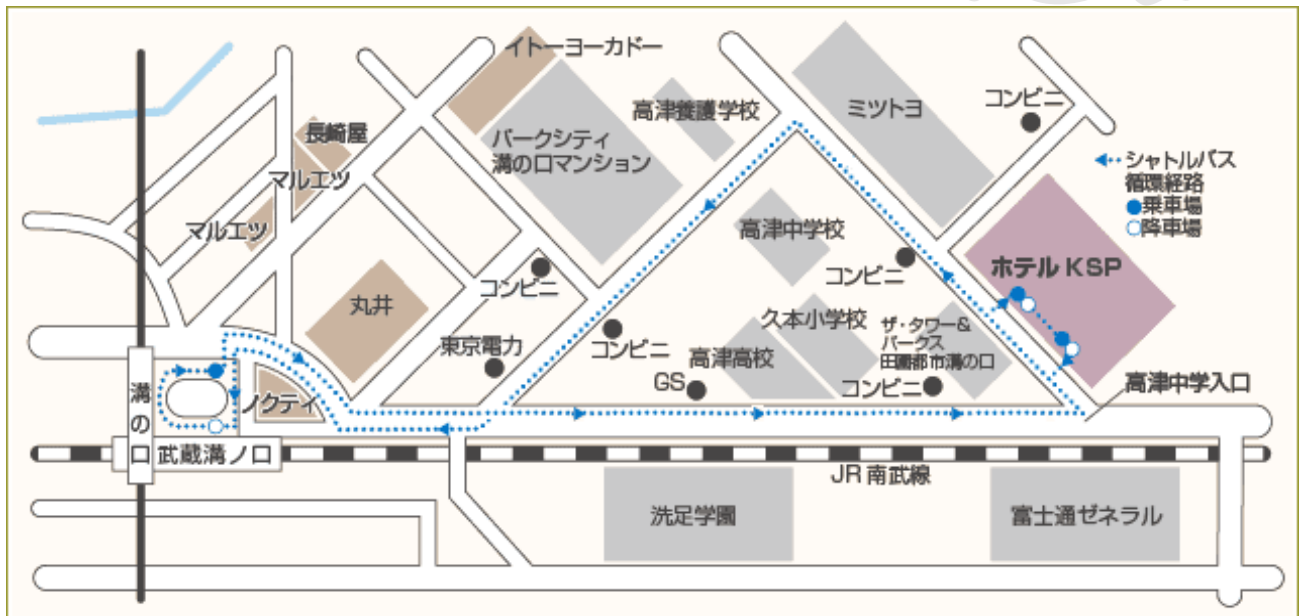 イトーヨーカドー
長崎屋
マルエツ
マルエツ
丸井
パークシティ
溝の口マンション
高津養護学校
ミツトヨ
コンビニ
シャトルバス
循環経路
乗車場
降車場
高津中学校
コンビニ
ホテルKSP
コンビニ
東京電力
コンビニ
久本小学校
高津高校
ザ・タワー&
パークス
田園都市溝の口
GS
コンビニ
高津中学入口
ノクティ
溝の口
武蔵溝ノ口
JR南武線
洗足学園
富士通ゼネラル